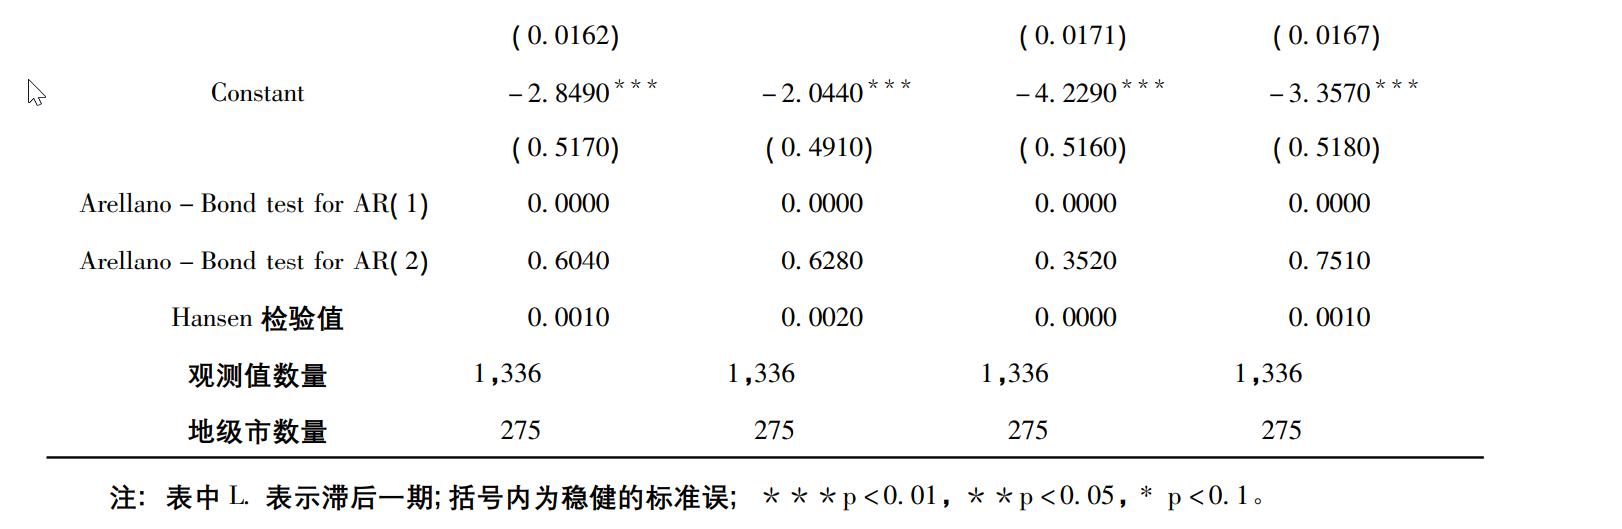 (0.0162) (0.0171) (0.0167)
Constant -2.8490*** -2.0440*** -4.2290*** -3.3570***
(0.5170) (0.4910) (0.5160) (0.5180)
Arellano-Bond test for AR(1) 0.0000 0.0000 0.0000 0.0000
Arellano-Bond test for AR(2) 0.6040 0.6280 0.3520 0.7510
Hansen 检验值 0.0010 0.0020 0.0000 0.0010
观测值数量 1,336 1,336 1,336 1,336
地级市数量 275 275 275 275
注: 表中 L. 表示滞后一期;括号内为稳健的标准误; ***p<0.01, **p<0.05, * p<0.1。